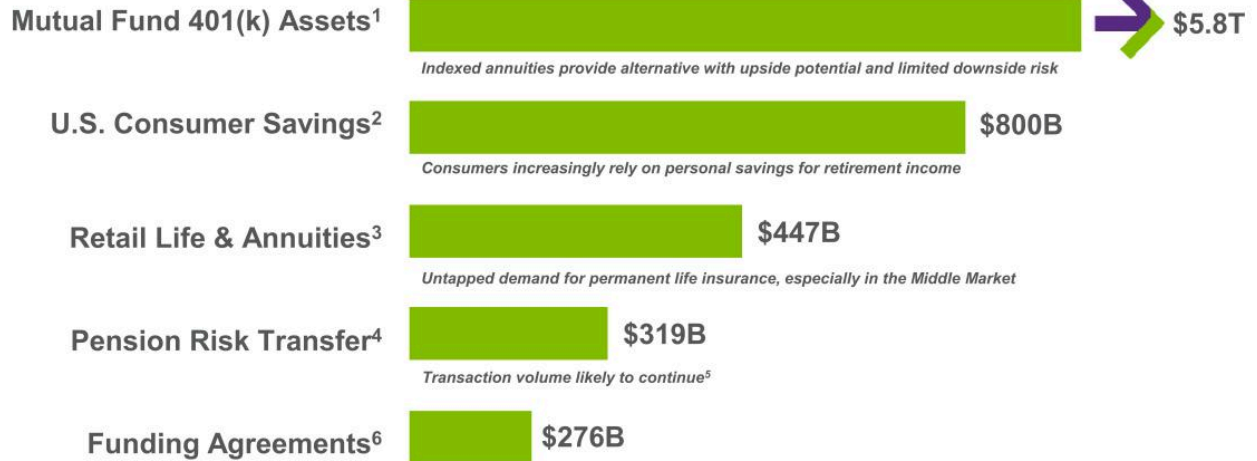 Mutual Fund 401(k) Assets¹
$5.8T
Indexed annuities provide alternative with upside potential and limited downside risk
U.S. Consumer Savings²
$800B
Consumers increasingly rely on personal savings for retirement income
Retail Life & Annuities³
$447B
Untapped demand for permanent life insurance, especially in the Middle Market
Pension Risk Transfer⁴
$319B
Transaction volume likely to continue⁵
Funding Agreements⁶
$276B